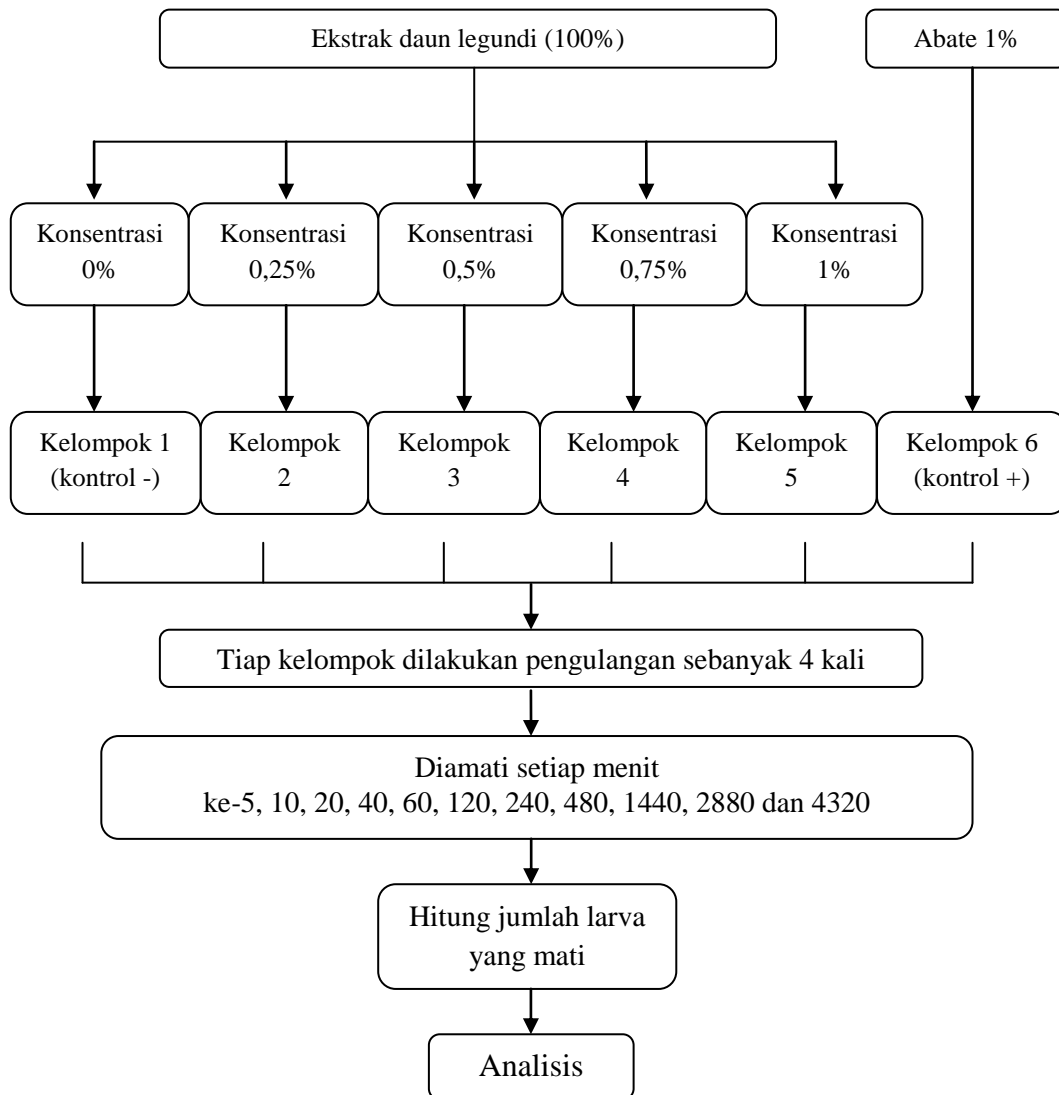 Ekstrak daun legundi (100%)
Abate 1%
Konsentrasi
0%
Konsentrasi
0,25%
Konsentrasi
0,5%
Konsentrasi
0,75%
Konsentrasi
1%
Kelompok 1
(kontrol -)
Kelompok
2
Kelompok
3
Kelompok
4
Kelompok
5
Kelompok 6
(kontrol +)
Tiap kelompok dilakukan pengulangan sebanyak 4 kali
Diamati setiap menit
ke-5, 10, 20, 40, 60, 120, 240, 480, 1440, 2880 dan 4320
Hitung jumlah larva
yang mati
Analisis